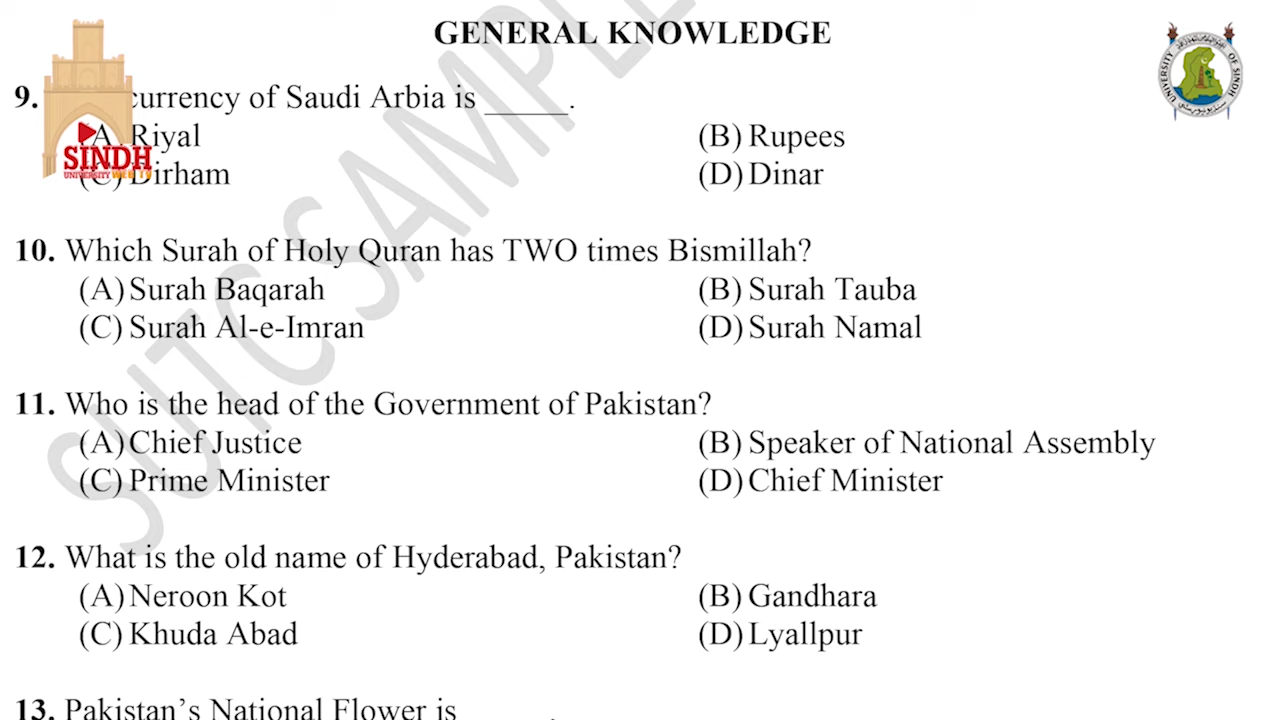 GENERAL KNOWLEDGE
9. currency of Saudi Arbia is ______.
(A) Riyal
(B) Rupees
(C) Dirham
(D) Dinar
10. Which Surah of Holy Quran has TWO times Bismillah?
(A) Surah Baqarah
(B) Surah Tauba
(C) Surah Al-e-Imran
(D) Surah Namal
11. Who is the head of the Government of Pakistan?
(A) Chief Justice
(B) Speaker of National Assembly
(C) Prime Minister
(D) Chief Minister
12. What is the old name of Hyderabad, Pakistan?
(A) Neroon Kot
(B) Gandhara
(C) Khuda Abad
(D) Lyallpur
13. Pakistan’s National Flower is ______.
SINDH
UNIVERSITY WEB TV
UNIVERSITY OF SINDH
SUTC SAMPLE